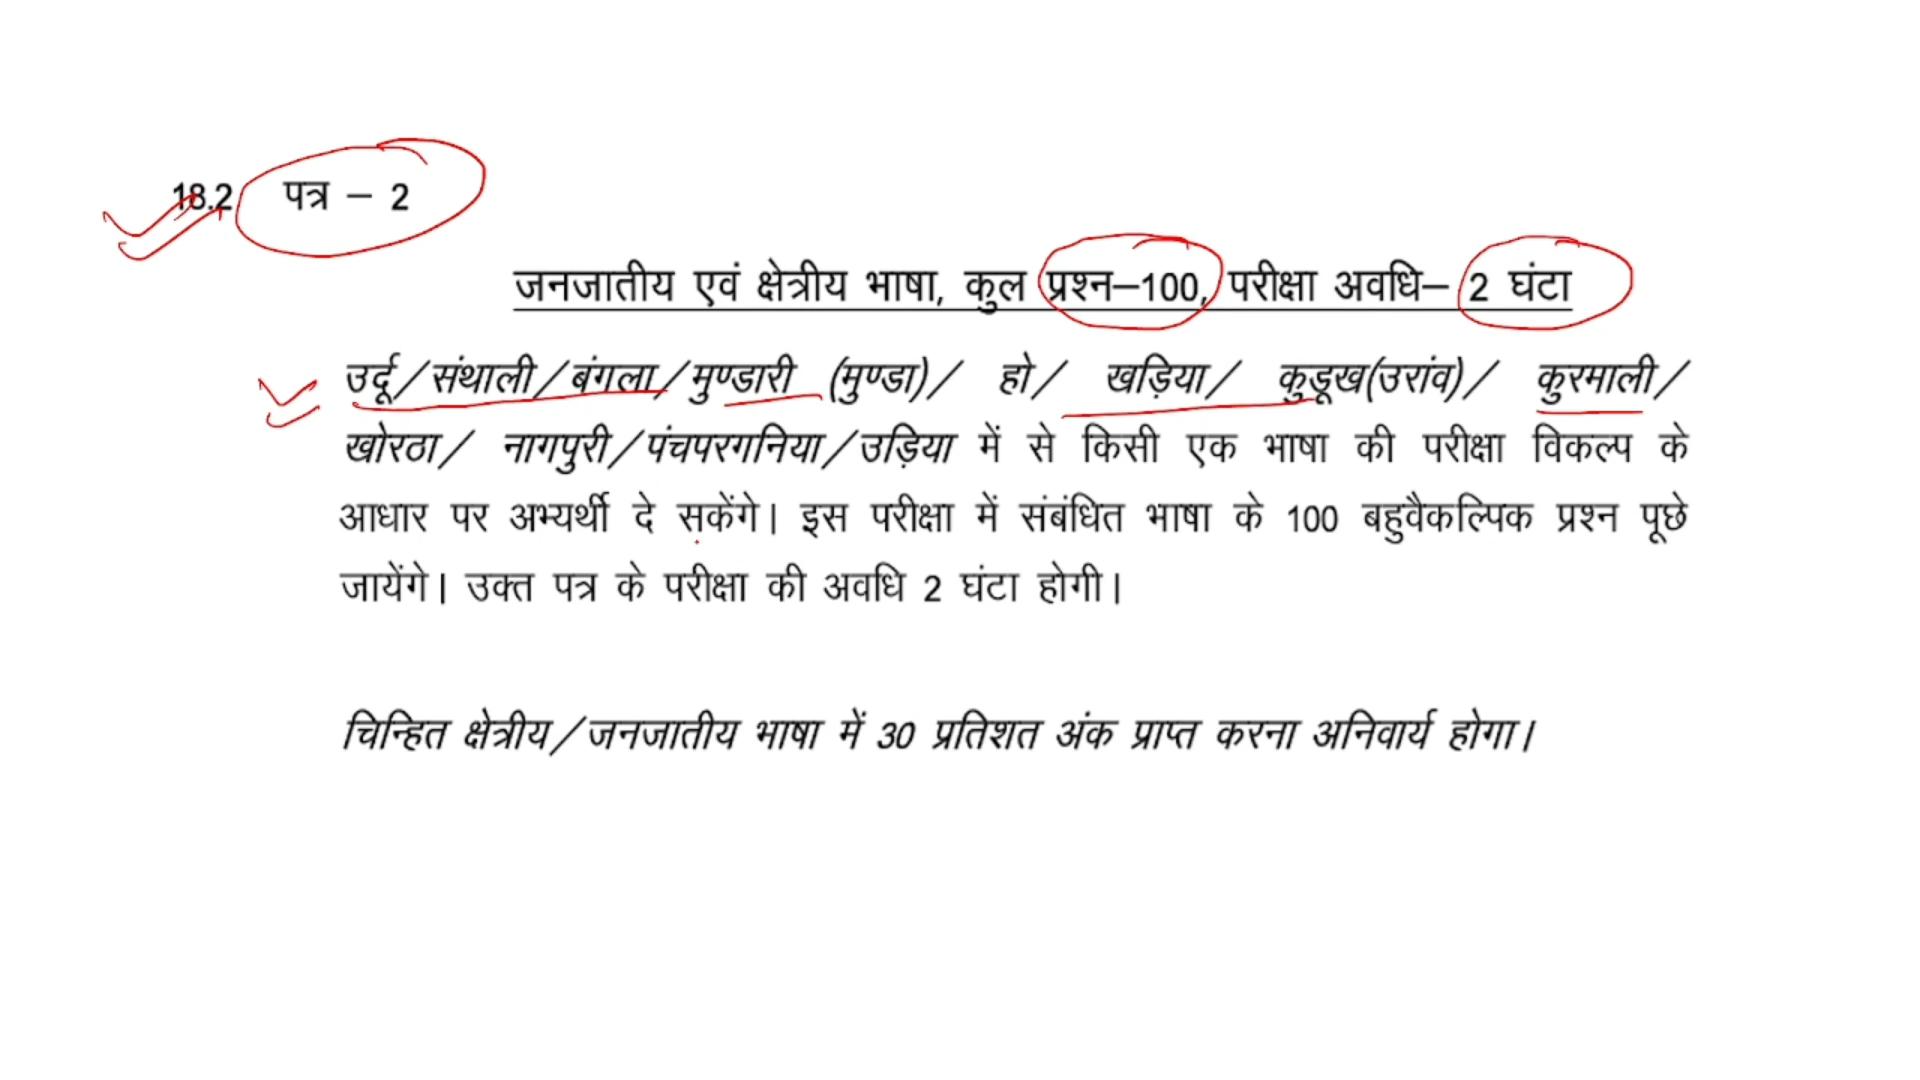 18.2 पत्र – 2
जनजातीय एवं क्षेत्रीय भाषा, कुल प्रश्न–100, परीक्षा अवधि– 2 घंटा
उर्दू/संथाली/बंगला/मुण्डारी (मुण्डा)/ हो/ खड़िया/ कुडूख(उरांव)/ कुरमाली/
खोरठा/ नागपुरी/पंचपरगनिया/उड़िया में से किसी एक भाषा की परीक्षा विकल्प के
आधार पर अभ्यर्थी दे सकेंगे। इस परीक्षा में संबंधित भाषा के 100 बहुवैकल्पिक प्रश्न पूछे
जायेंगे। उक्त पत्र के परीक्षा की अवधि 2 घंटा होगी।
चिन्हित क्षेत्रीय/जनजातीय भाषा में 30 प्रतिशत अंक प्राप्त करना अनिवार्य होगा।